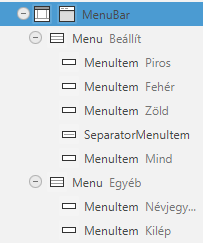 MenuBar
Menu Beállít
MenuItem Piros
MenuItem Fehér
MenuItem Zöld
SeparatorMenuItem
MenuItem Mind
Menu Egyéb
MenuItem Névjegy...
MenuItem Kilép